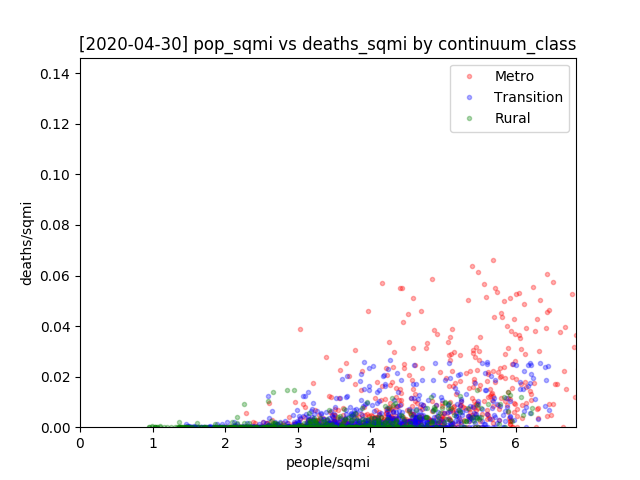 [2020-04-30] pop_sqmi vs deaths_sqmi by continuum_class
Metro
Transition
Rural
0.14
0.12
0.10
0.08
0.06
0.04
0.02
0.00
deaths/sqmi
0 1 2 3 4 5 6
people/sqmi